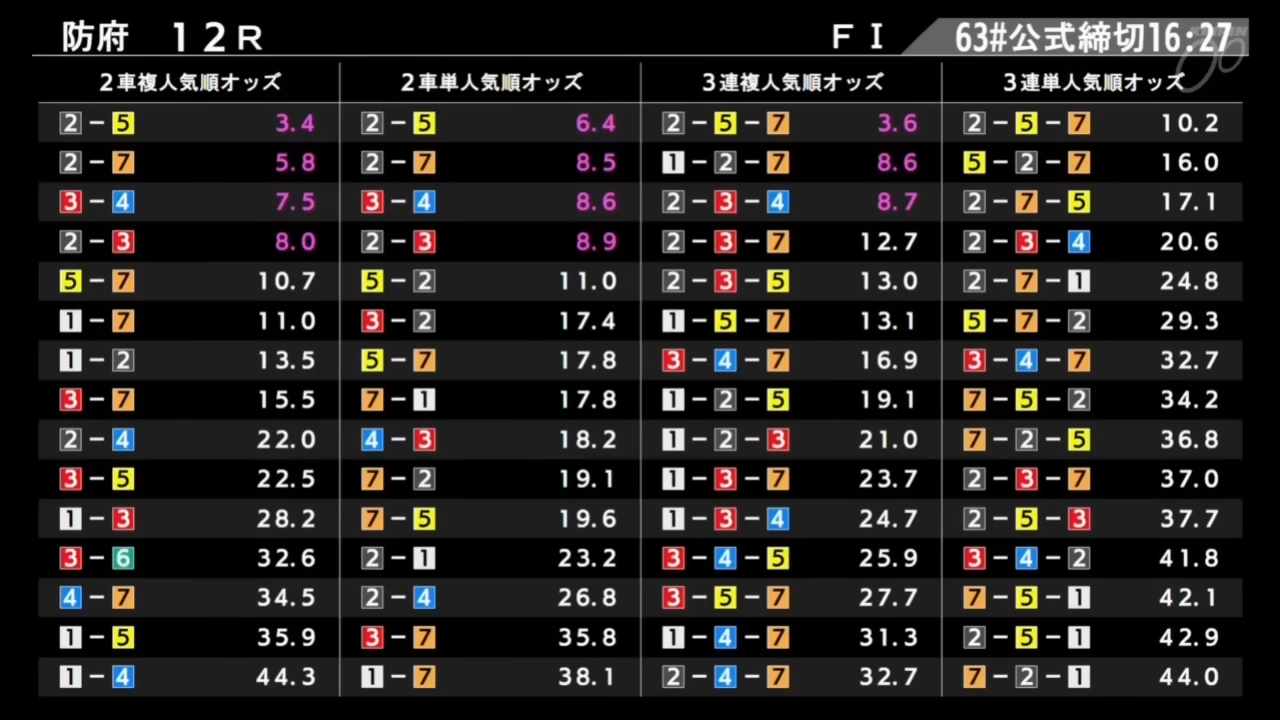 防府 12R FⅠ 63#公式締切16:27
2車複人気順オッズ 2車単人気順オッズ 3連複人気順オッズ 3連単人気順オッズ
2-5 3.4 2-5 6.4 2-5-7 3.6 2-5-7 10.2
2-7 5.8 2-7 8.5 1-2-7 8.6 5-2-7 16.0
3-4 7.5 3-4 8.6 2-3-4 8.7 2-7-5 17.1
2-3 8.0 2-3 8.9 2-3-7 12.7 2-3-4 20.6
5-7 10.7 5-2 11.0 2-3-5 13.0 2-7-1 24.8
1-7 11.0 3-2 17.4 1-5-7 13.1 5-7-2 29.3
1-2 13.5 5-7 17.8 3-4-7 16.9 3-4-7 32.7
3-7 15.5 7-1 17.8 1-2-5 19.1 7-5-2 34.2
2-4 22.0 4-3 18.2 1-2-3 21.0 7-2-5 36.8
3-5 22.5 7-2 19.1 1-3-7 23.7 2-3-7 37.0
1-3 28.2 7-5 19.6 1-3-4 24.7 2-5-3 37.7
3-6 32.6 2-1 23.2 3-4-5 25.9 3-4-2 41.8
4-7 34.5 2-4 26.8 3-5-7 27.7 7-5-1 42.1
1-5 35.9 3-7 35.8 1-4-7 31.3 2-5-1 42.9
1-4 44.3 1-7 38.1 2-4-7 32.7 7-2-1 44.0